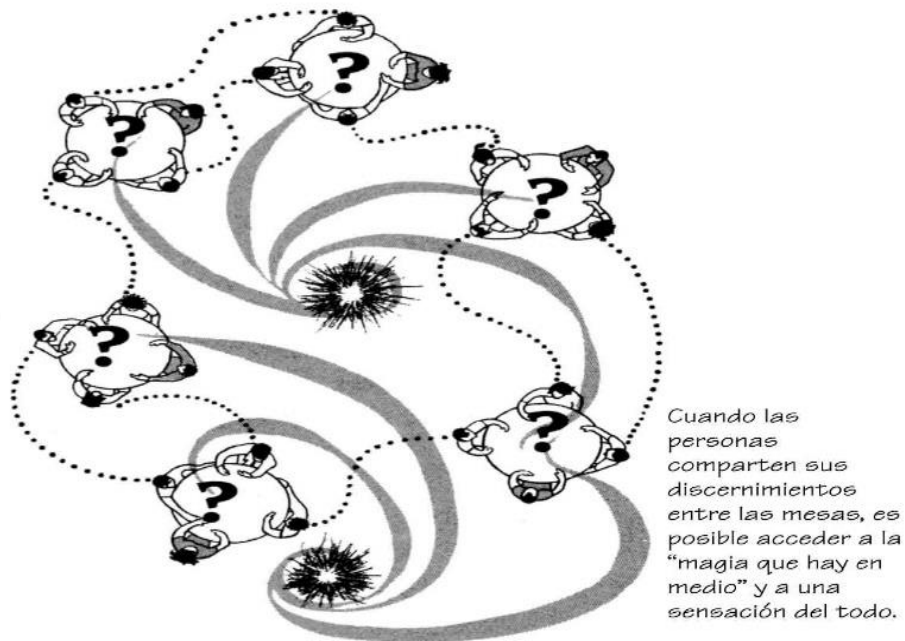 ?
?
?
?
?
?
Cuando las
personas
comparten sus
discernimientos
entre las mesas, es
posible acceder a la
“magia que hay en
medio” y a una
sensación del todo.